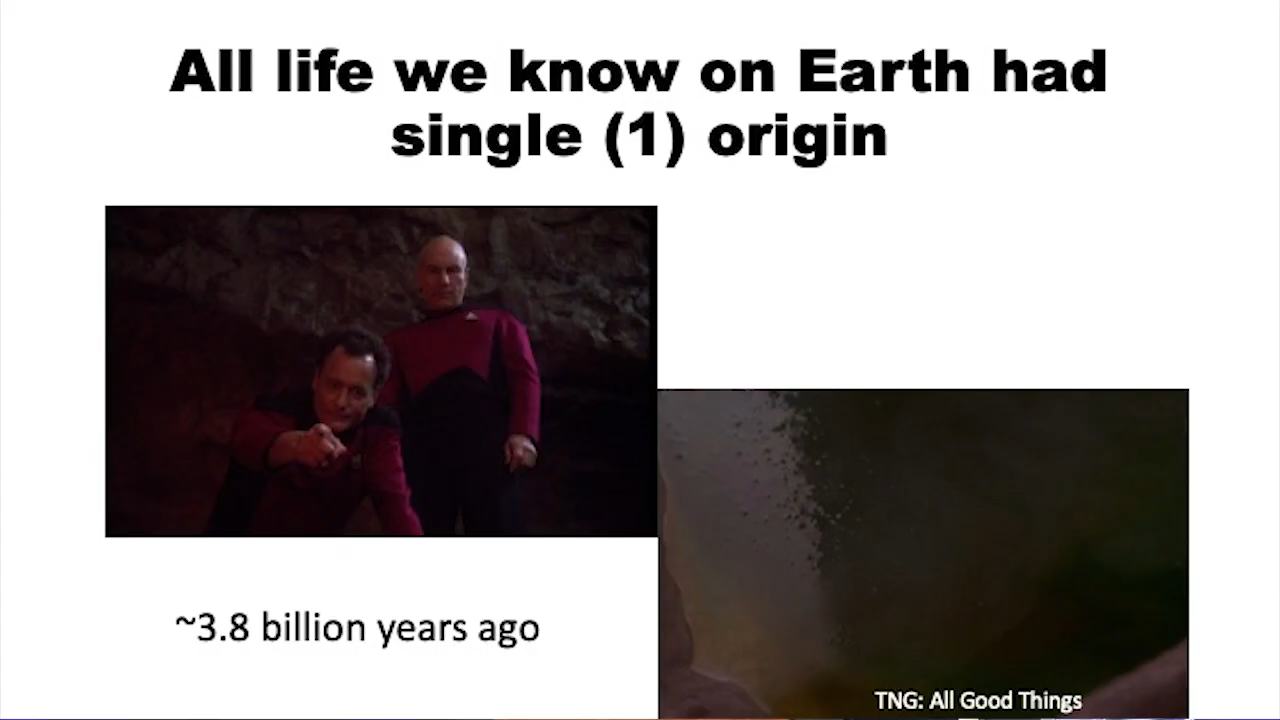 All life we know on Earth had
single (1) origin
~3.8 billion years ago
TNG: All Good Things